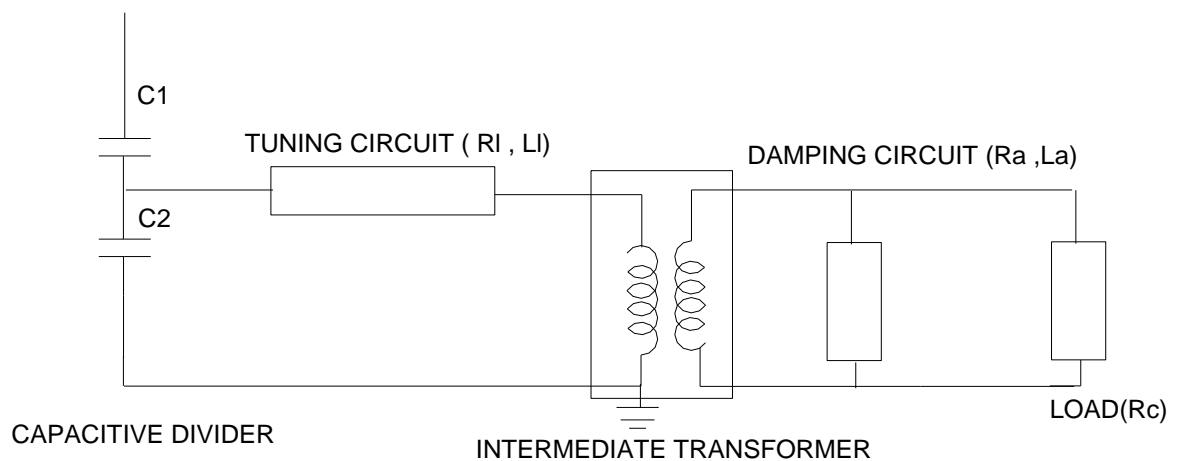 C1
TUNING CIRCUIT ( Rl , Ll)
DAMPING CIRCUIT (Ra ,La)
C2
LOAD(Rc)
CAPACITIVE DIVIDER
INTERMEDIATE TRANSFORMER